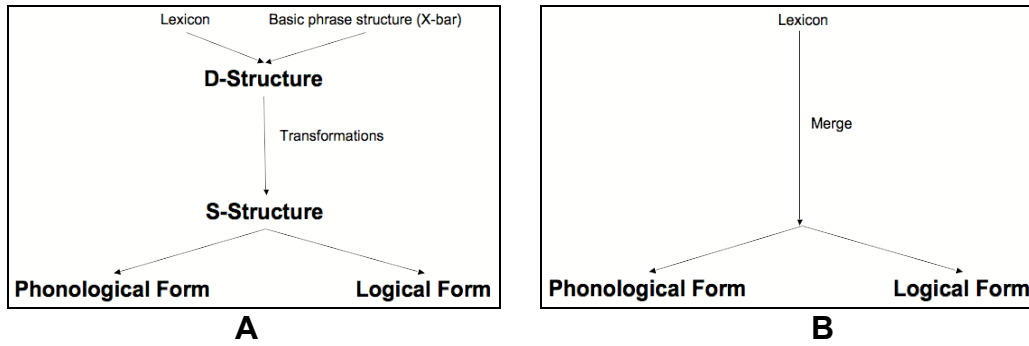 Lexicon
Basic phrase structure (X-bar)
D-Structure
Transformations
S-Structure
Phonological Form
Logical Form
A
Lexicon
Merge
Phonological Form
Logical Form
B